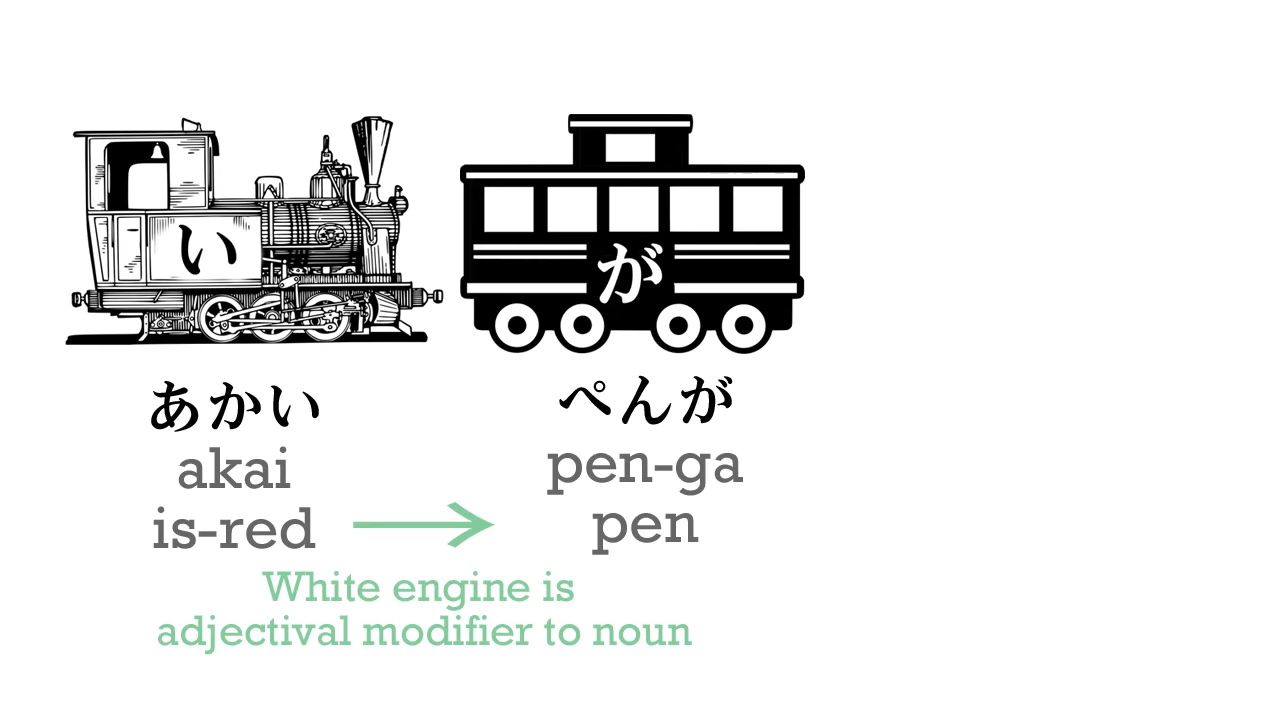 い
が
あかい
akai
is-red
ぺんが
pen-ga
pen
White engine is
adjectival modifier to noun